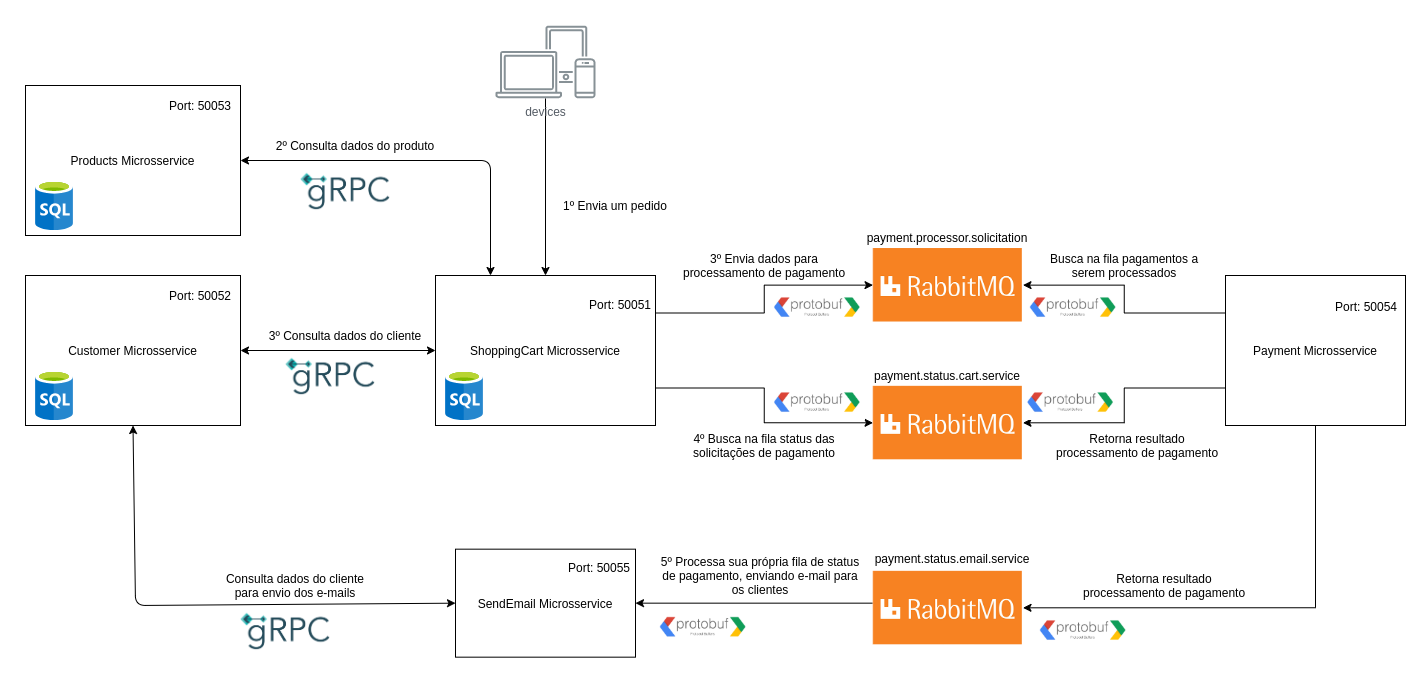 devices
Port: 50053
Products Microsservice
SQL
2º Consulta dados do produto
gRPC
1º Envia um pedido
Port: 50052
Customer Microsservice
SQL
3º Consulta dados do cliente
gRPC
Port: 50051
ShoppingCart Microsservice
SQL
3º Envia dados para
processamento de pagamento
protobuf
payment.processor.solicitation
RabbitMQ
Busca na fila pagamentos a
serem processados
protobuf
Port: 50054
Payment Microsservice
protobuf
4º Busca na fila status das
solicitações de pagamento
payment.status.cart.service
RabbitMQ
protobuf
Retorna resultado
processamento de pagamento
Consulta dados do cliente
para envio dos e-mails
gRPC
Port: 50055
SendEmail Microsservice
5º Processa sua própria fila de status
de pagamento, enviando e-mail para
os clientes
protobuf
payment.status.email.service
RabbitMQ
Retorna resultado
processamento de pagamento
protobuf